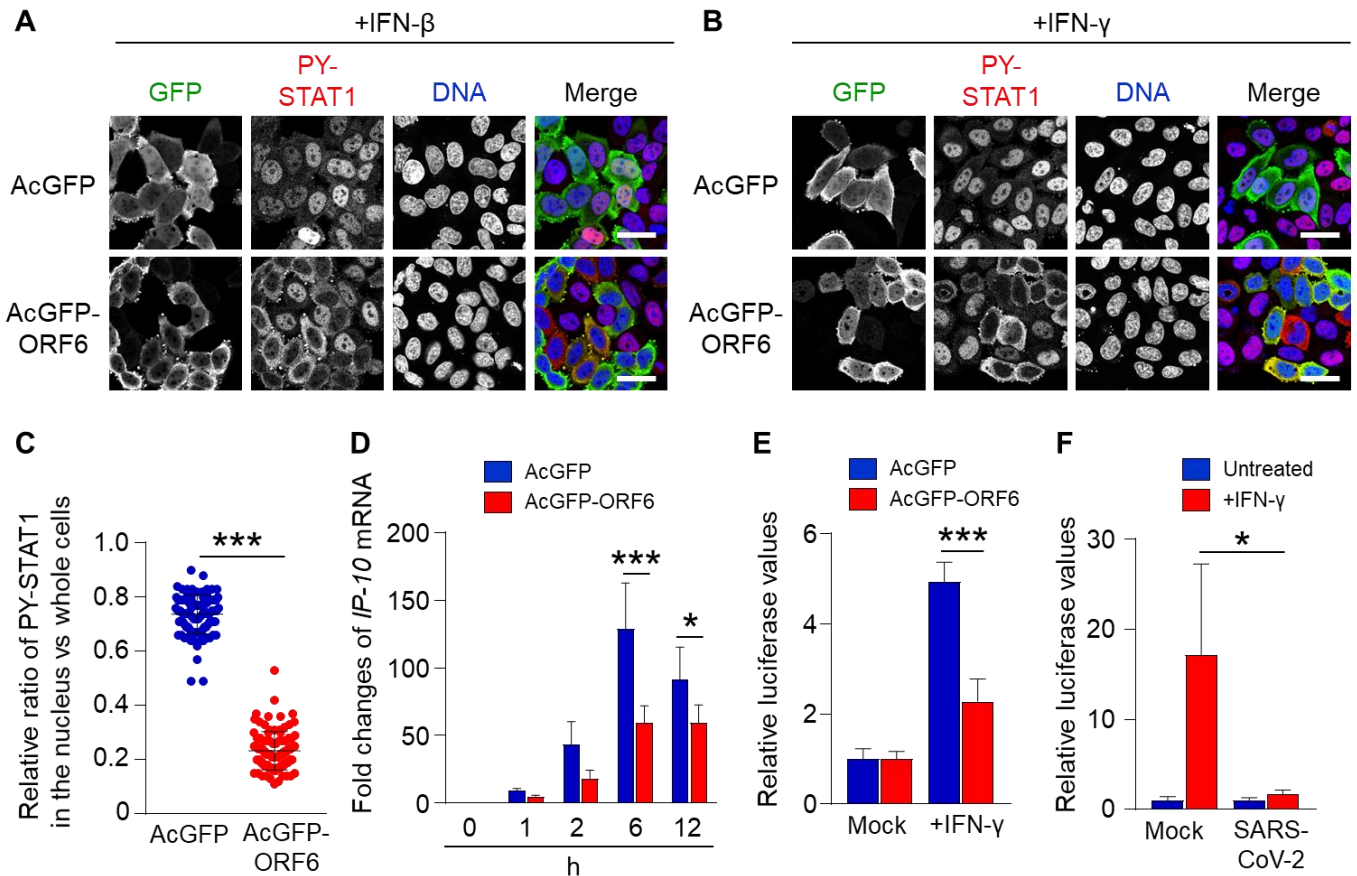 A
+IFN-β
GFP
PY-
STAT1
DNA
Merge
AcGFP
AcGFP-
ORF6
B
+IFN-γ
GFP
PY-
STAT1
DNA
Merge
AcGFP
AcGFP-
ORF6
C
Relative ratio of PY-STAT1
in the nucleus vs whole cells
1.0
0.8
0.6
0.4
0.2
0
***
AcGFP
AcGFP-
ORF6
D
AcGFP
AcGFP-ORF6
Fold changes of IP-10 mRNA
200
150
100
50
0
***
*
0 1 2 6 12
h
E
AcGFP
AcGFP-ORF6
Relative luciferase values
6
4
2
0
***
Mock
+IFN-γ
F
Untreated
+IFN-γ
Relative luciferase values
30
20
10
0
*
Mock
SARS-
CoV-2